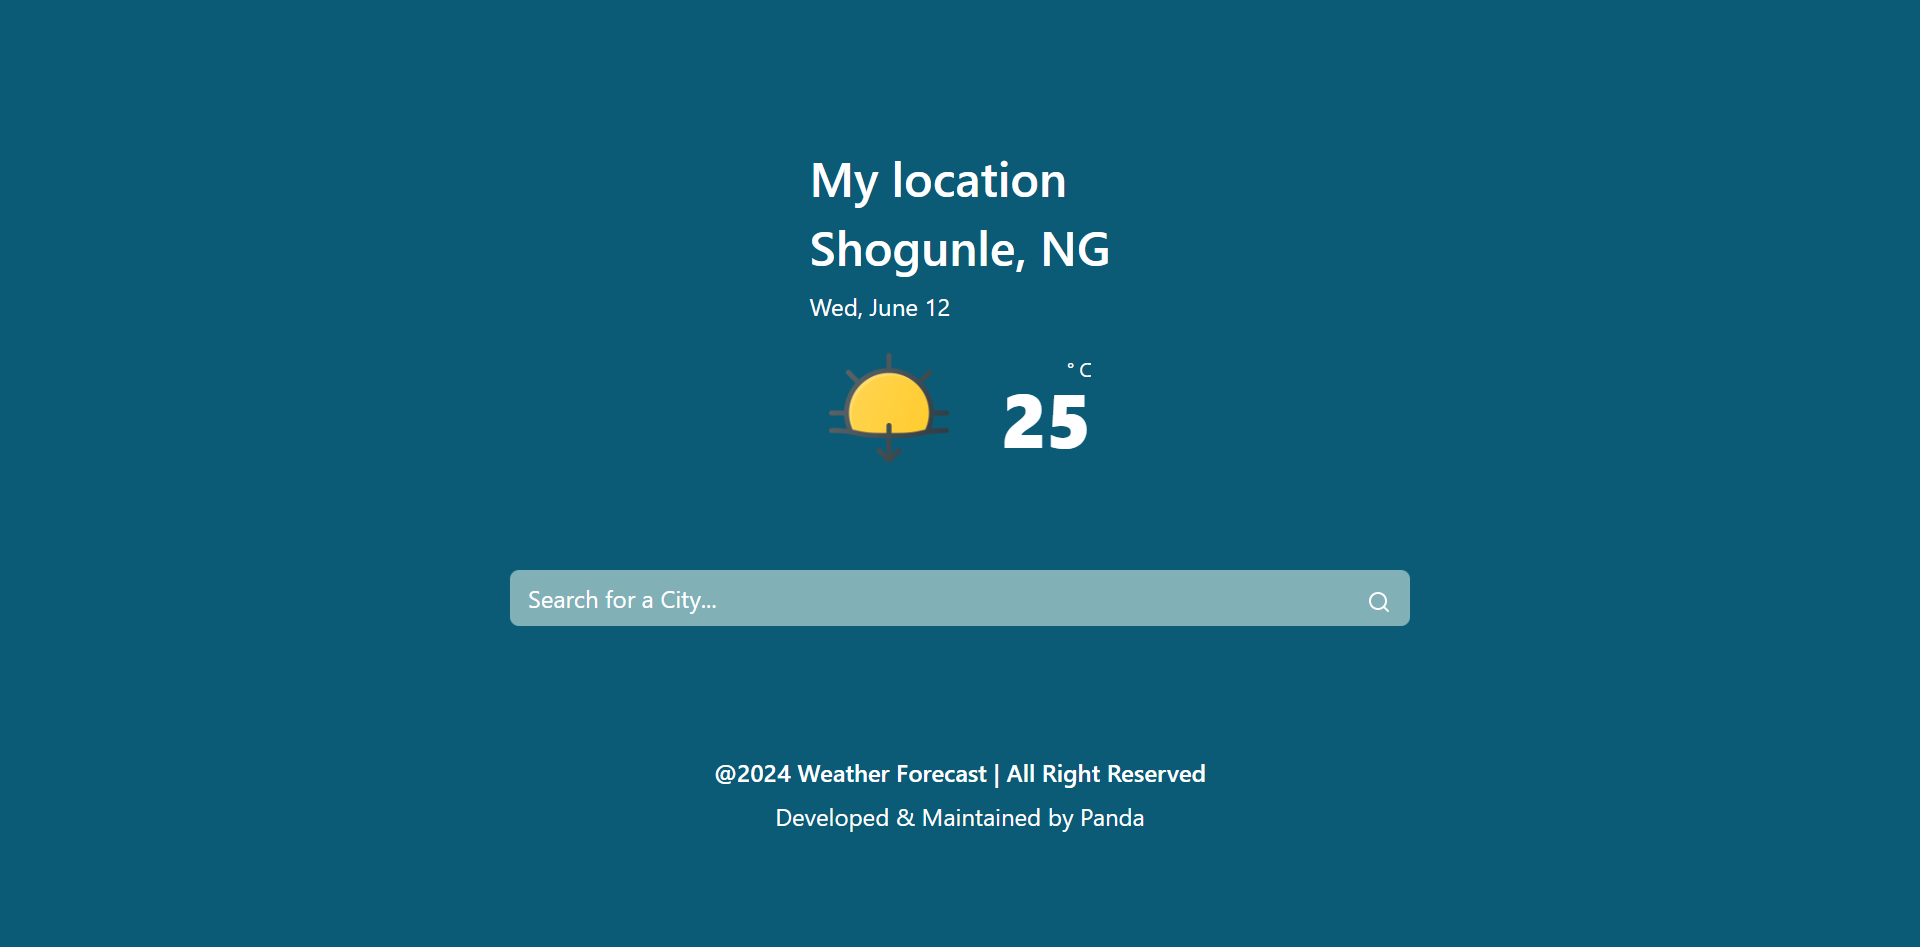 My location
Shogunle, NG
Wed, June 12
° C
25
Search for a City...
@2024 Weather Forecast | All Right Reserved
Developed & Maintained by Panda